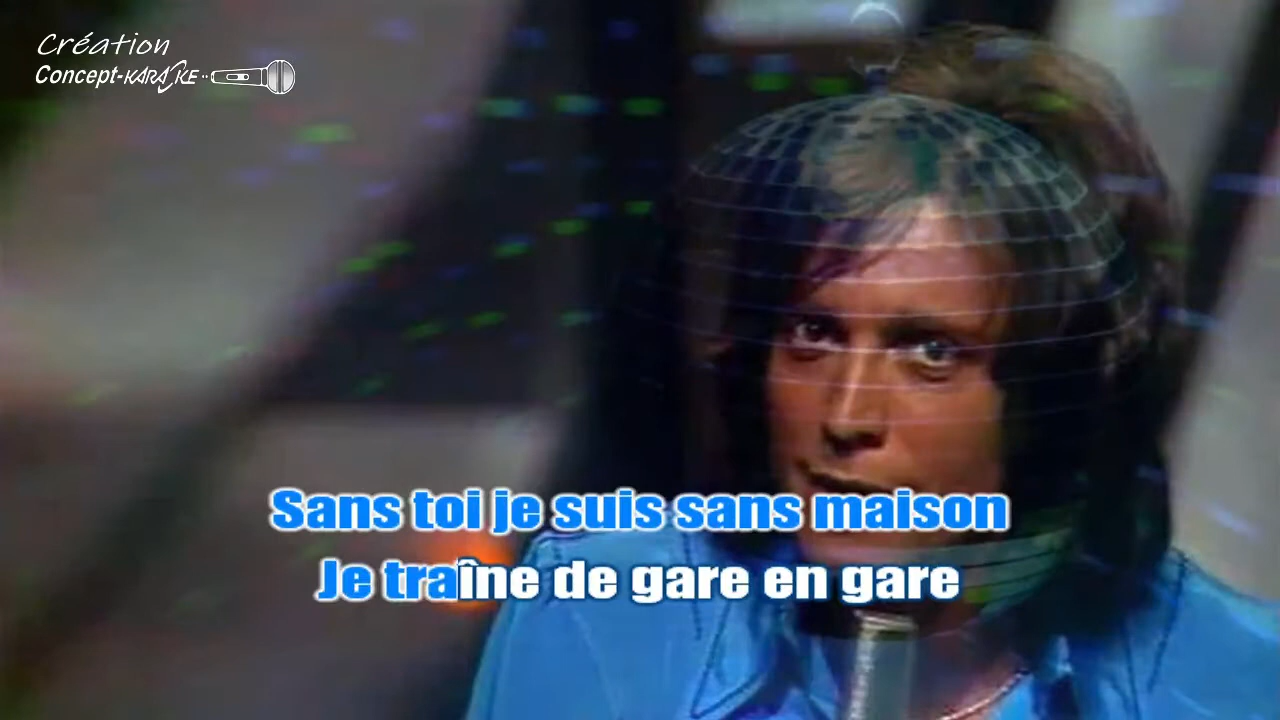 Création
Concept-KARAOKE
Sans toi je suis sans maison
Je traîne de gare en gare